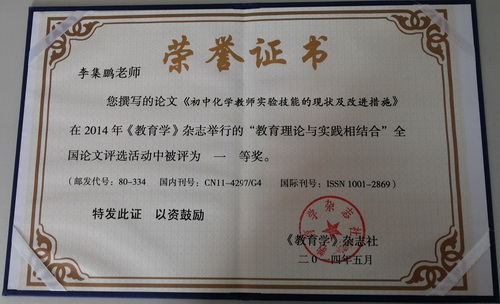 荣誉证书
李集鹏老师
您撰写的论文《初中化学教师实验技能的现状及改进措施》
在2014年《教育学》杂志举行的“教育理论与实践相结合”全
国论文评选活动中被评为 一 等奖。
(邮发代号：80-334 国内刊号：CN11-4297/G4 国际刊号：ISSN 1001-2869)
特发此证 以资鼓励
《教育学》杂志社
二〇一四年五月